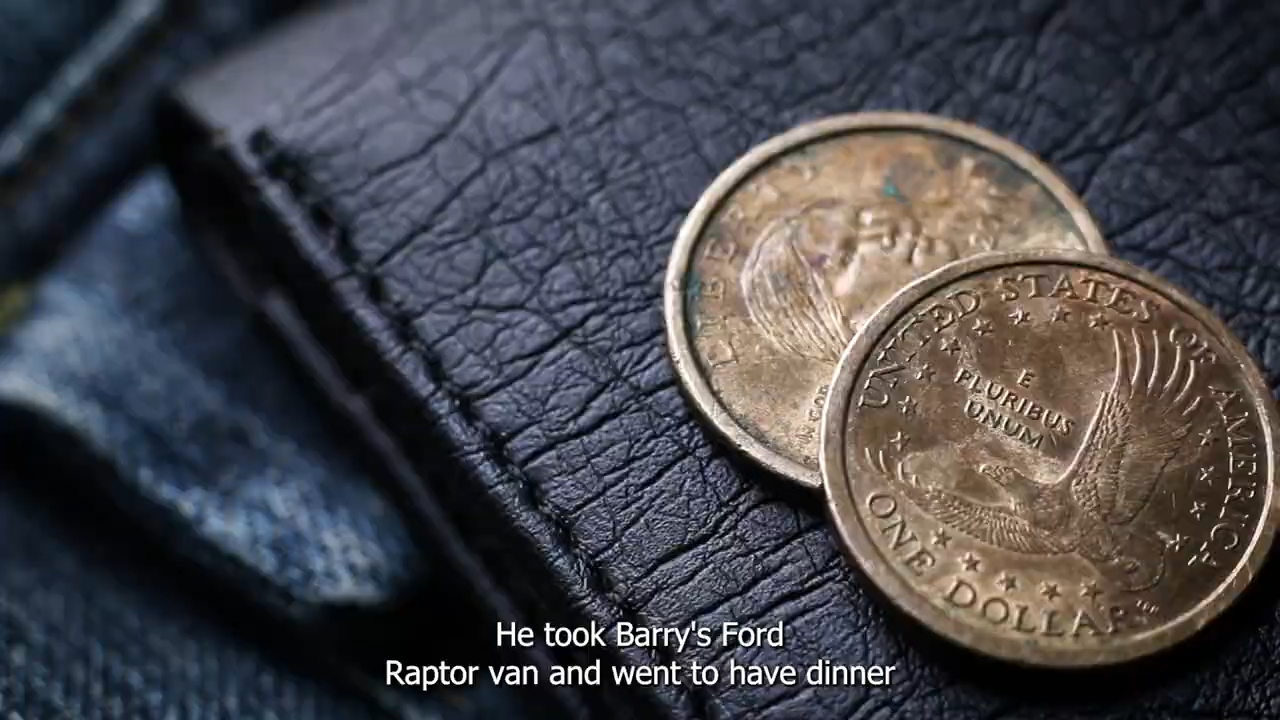 LIBERTY
UNITED STATES OF AMERICA
E
PLURIBUS
UNUM
ONE DOLLAR
He took Barry's Ford
Raptor van and went to have dinner